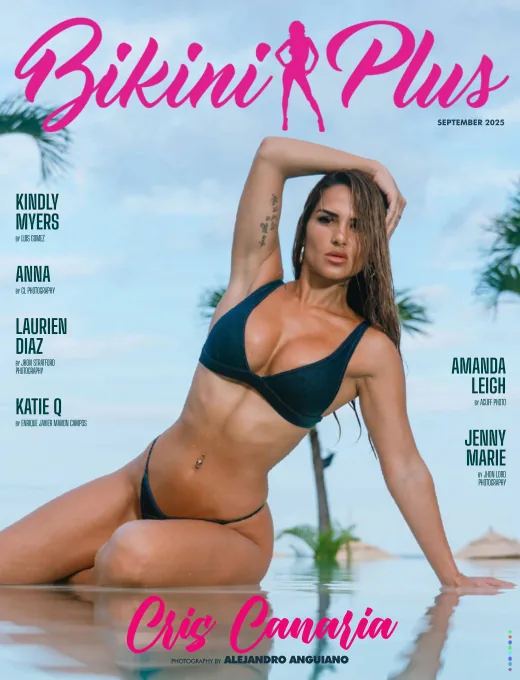 Bikini Plus
SEPTEMBER 2025
KINDLY
MYERS
BY LUIS GOMEZ
ANNA
BY CL PHOTOGRAPHY
LAURIEN
DIAZ
BY JHON STRATFORD
PHOTOGRAPHY
KATIE Q
BY ENRIQUE JAVIER MARION CAMPOS
AMANDA
LEIGH
BY ACUFF PHOTO
JENNY
MARIE
BY JHON LORD
PHOTOGRAPHY
Cris Canaria
PHOTOGRAPHY BY ALEJANDRO ANGUIANO